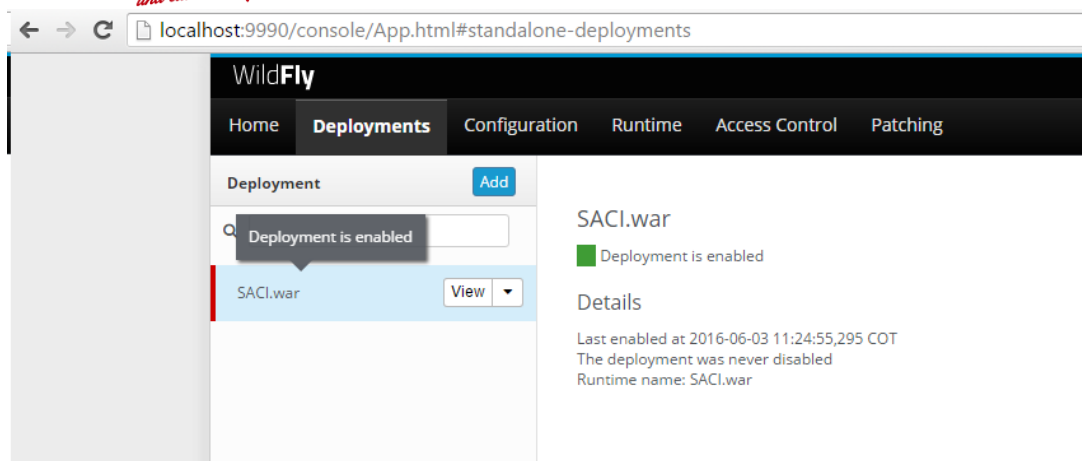 localhost:9990/console/App.html#standalone-deployments
WildFly
Home Deployments Configuration Runtime Access Control Patching
Deployment Add
Deployment is enabled
SACI.war View
SACI.war
Deployment is enabled
Details
Last enabled at 2016-06-03 11:24:55,295 COT
The deployment was never disabled
Runtime name: SACI.war